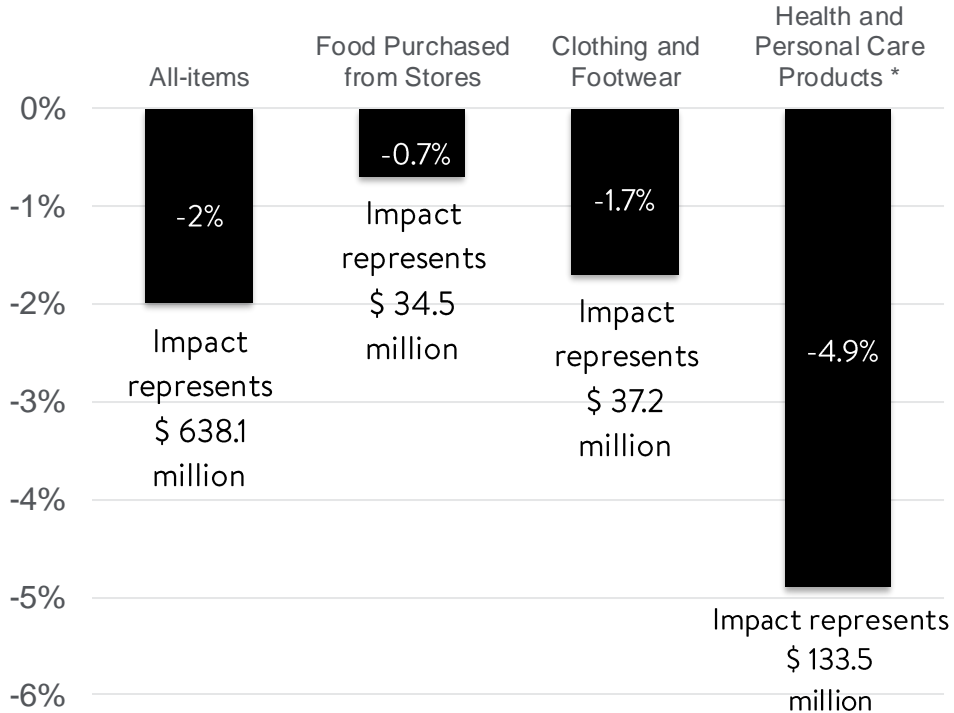 All-items
Food Purchased
from Stores
Clothing and
Footwear
Health and
Personal Care
Products *
0%
-1%
-2%
-3%
-4%
-5%
-6%
-2%
Impact
represents
$ 638.1
million
-0.7%
Impact
represents
$ 34.5
million
-1.7%
Impact
represents
$ 37.2
million
-4.9%
Impact represents
$ 133.5
million